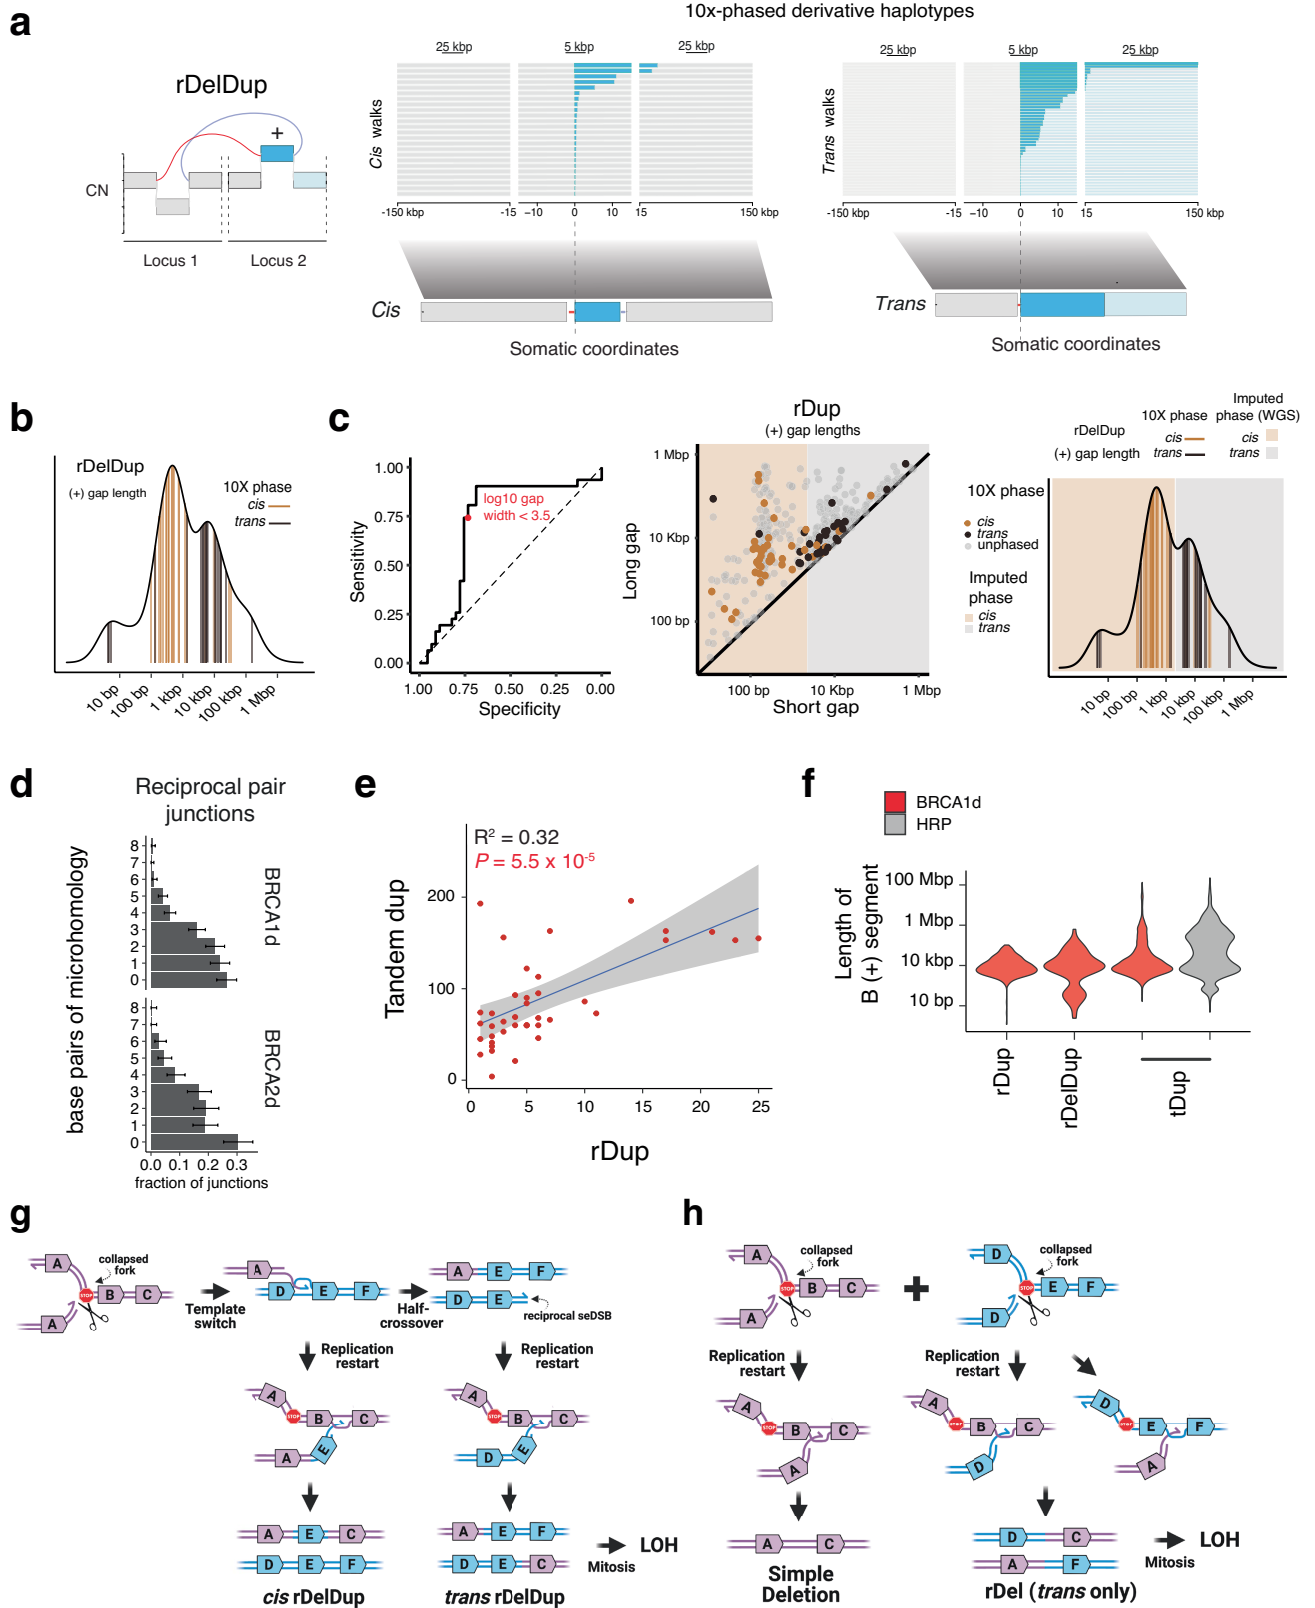 a
10x-phased derivative haplotypes
rDelDup
+
CN
Locus 1
Locus 2
25 kbp
5 kbp
25 kbp
Cis walks
-150 kbp
-15
-10
0
10
15
150 kbp
Cis
Somatic coordinates
25 kbp
5 kbp
25 kbp
Trans walks
-150 kbp
-15
-10
0
10
15
150 kbp
Trans
Somatic coordinates
b
rDelDup
(+) gap length
10X phase
cis
trans
10 bp
100 bp
1 kbp
10 kbp
100 kbp
1 Mbp
c
1.00
0.75
0.50
0.25
0.00
Sensitivity
log10 gap
width < 3.5
1.00
0.75
0.50
0.25
0.00
Specificity
rDup
(+) gap lengths
Long gap
1 Mbp
10 Kbp
100 bp
100 bp
10 Kbp
1 Mbp
Short gap
10X phase
cis
trans
unphased
Imputed
phase
cis
trans
rDelDup
(+) gap length
10X phase
cis
trans
Imputed
phase (WGS)
cis
trans
10 bp
100 bp
1 kbp
10 kbp
100 kbp
1 Mbp
d
Reciprocal pair
junctions
base pairs of microhomology
8
7
6
5
4
3
2
1
0
BRCA1d
8
7
6
5
4
3
2
1
0
BRCA2d
0.0
0.1
0.2
0.3
fraction of junctions
e
R² = 0.32
P = 5.5 x 10⁻⁵
Tandem dup
200
100
0
0
5
10
15
20
25
rDup
f
BRCA1d
HRP
Length of
B (+) segment
100 Mbp
1 Mbp
10 kbp
10 bp
rDup
rDelDup
tDup
g
A
collapsed
fork
STOP
B
C
A
Template
switch
A
D
E
F
Half-
crossover
A
E
F
D
E
reciprocal seDSB
Replication
restart
Replication
restart
A
STOP
B
C
A
E
A
STOP
B
C
D
E
A
E
C
D
E
F
cis rDelDup
A
E
F
D
E
C
trans rDelDup
Mitosis
LOH
h
A
collapsed
fork
STOP
B
C
A
+
D
collapsed
fork
STOP
E
F
D
Replication
restart
Replication
restart
A
STOP
B
C
A
A
STOP
B
C
D
D
STOP
E
F
A
A
C
Simple
Deletion
D
C
A
F
rDel (trans only)
Mitosis
LOH